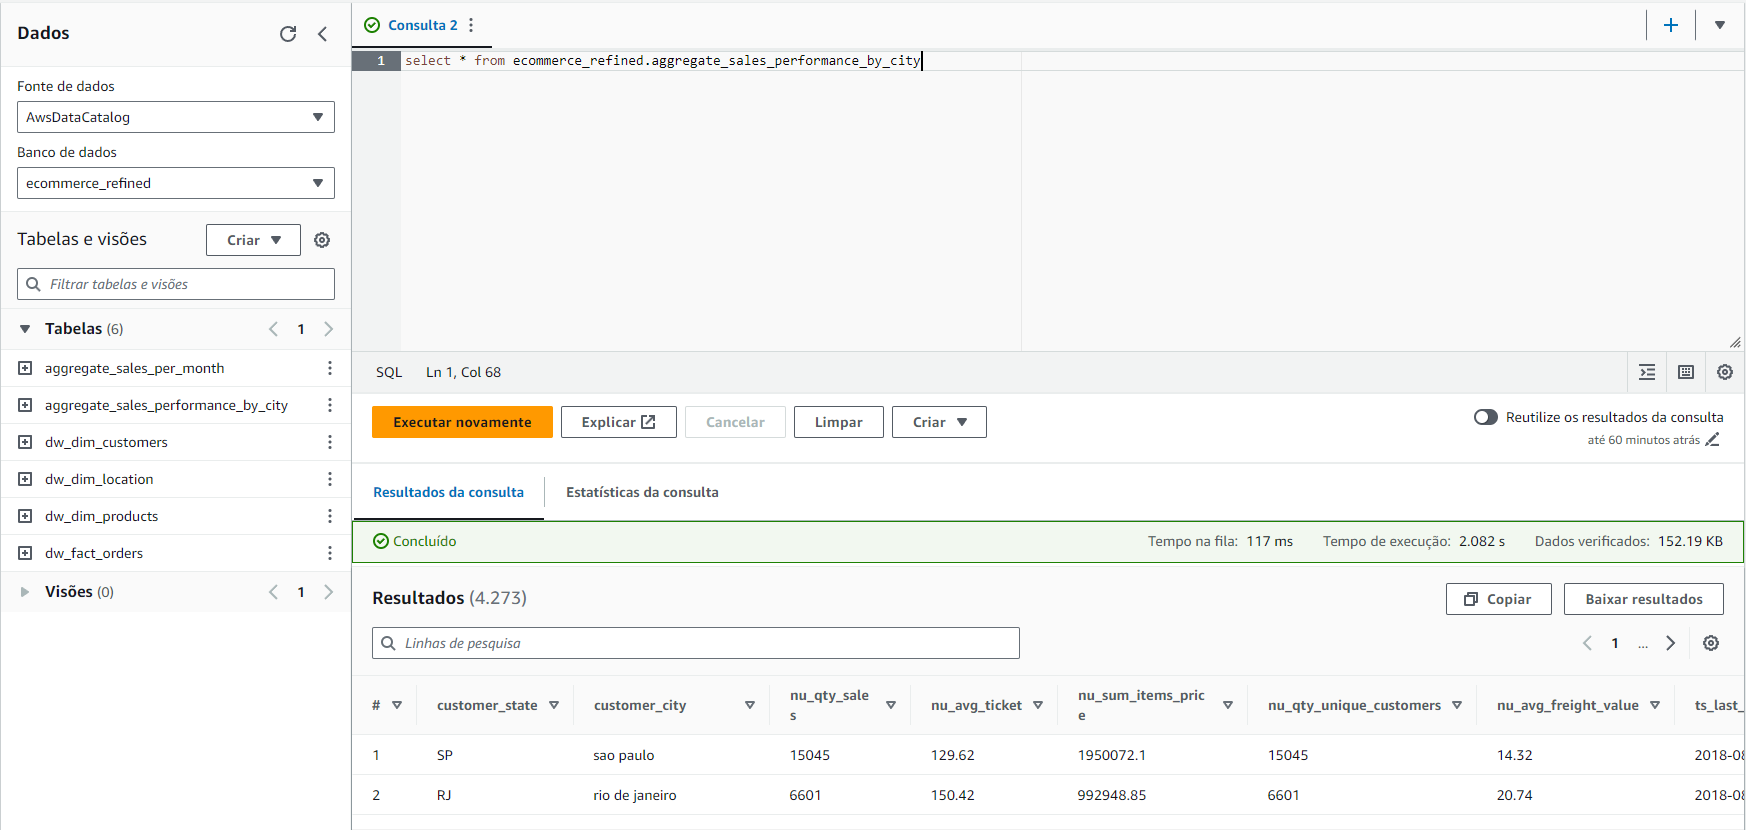 Dados
Fonte de dados
AwsDataCatalog
Banco de dados
ecommerce_refined
Tabelas e visões
Criar
Filtrar tabelas e visões
Tabelas (6)
1
aggregate_sales_per_month
aggregate_sales_performance_by_city
dw_dim_customers
dw_dim_location
dw_dim_products
dw_fact_orders
Visões (0)
1
Consulta 2
1 select * from ecommerce_refined.aggregate_sales_performance_by_city
SQL Ln 1, Col 68
Executar novamente Explicar Cancelar Limpar Criar
Reutilize os resultados da consulta
até 60 minutos atrás
Resultados da consulta Estatísticas da consulta
Concluído Tempo na fila: 117 ms Tempo de execução: 2.082 s Dados verificados: 152.19 KB
Resultados (4.273) Copiar Baixar resultados
Linhas de pesquisa 1 ...
# customer_state customer_city nu_qty_sales nu_avg_ticket nu_sum_items_price nu_qty_unique_customers nu_avg_freight_value ts_last_
1 SP sao paulo 15045 129.62 1950072.1 15045 14.32 2018-08
2 RJ rio de janeiro 6601 150.42 992948.85 6601 20.74 2018-08